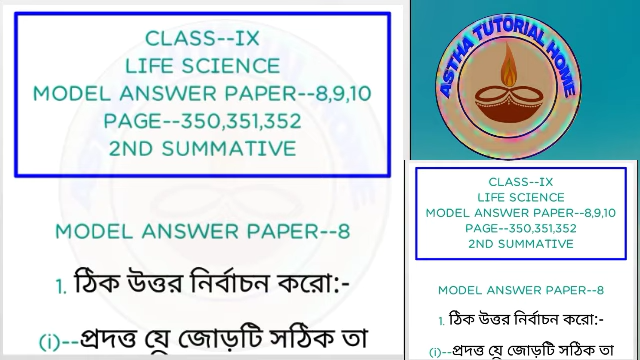 CLASS--IX
LIFE SCIENCE
MODEL ANSWER PAPER--8,9,10
PAGE--350,351,352
2ND SUMMATIVE
MODEL ANSWER PAPER--8
1. ঠিক উত্তর নির্বাচন করো:-
(i)--প্রদত্ত যে জোড়টি সঠিক তা
ASTHA TUTORIAL HOME
CLASS--IX
LIFE SCIENCE
MODEL ANSWER PAPER--8,9,10
PAGE--350,351,352
2ND SUMMATIVE
MODEL ANSWER PAPER--8
1. ঠিক উত্তর নির্বাচন করো:-
(i)--প্রদত্ত যে জোড়টি সঠিক তা